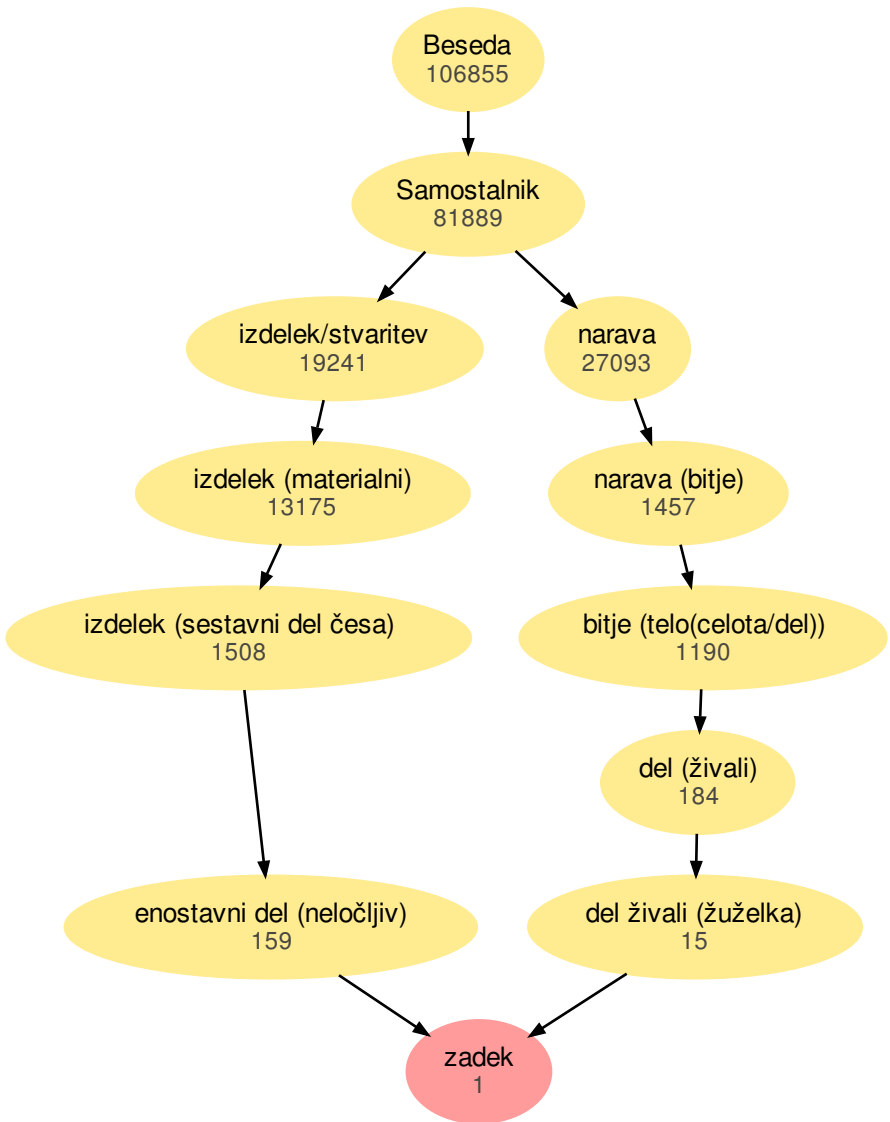 Beseda
106855
Samostalnik
81889
izdelek/stvaritev
19241
narava
27093
izdelek (materialni)
13175
narava (bitje)
1457
izdelek (sestavni del česa)
1508
bitje (telo(celota/del))
1190
del (živali)
184
enostavni del (neločljiv)
159
del živali (žuželka)
15
zadek
1